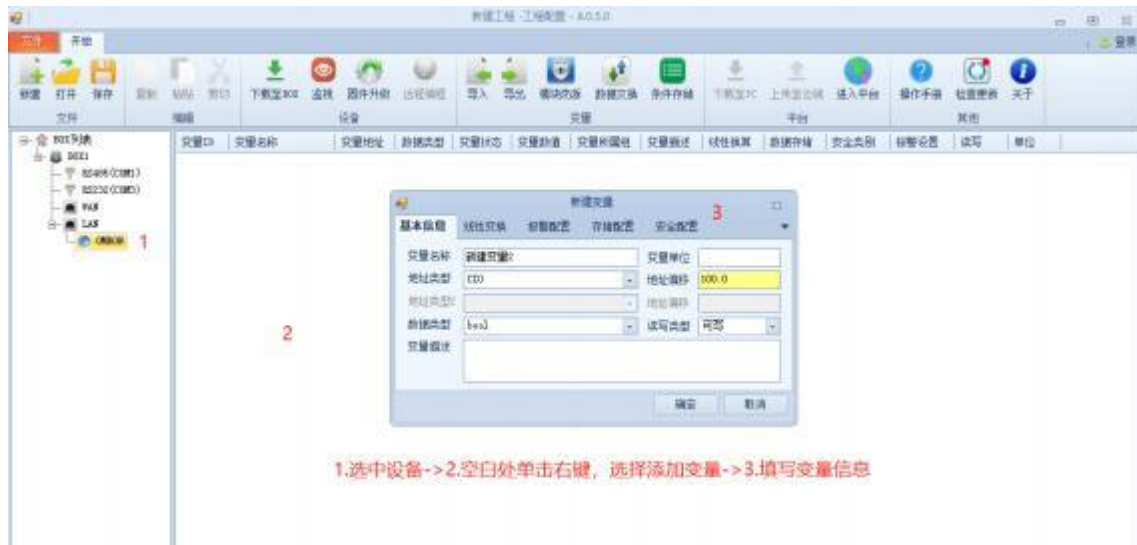 新建工程-工程配置 - 4.0.5.0
文件 开始 登录
新建 打开 保存 复制 粘贴 剪切 下载至BOX 监视 固件升级 远程编程 导入 导出 模块改版 数据交换 条件存储 下载至PC 上传至云端 进入平台 操作手册 检查更新 关于
文件 编辑 设备 变量 平台 其他
BOX列表 变量ID 变量名称 变量地址 数据类型 变量状态 变量数值 变量所属组 变量描述 线性换算 数据存储 安全类别 报警设置 读写 单位
BOX1
RS485(COM1)
RS232(COM3)
WAN
LAN
1
新建变量
3
基本信息 线性变换 报警配置 存储配置 安全配置
变量名称 新建变量2 变量单位
地址类型 CIO 地址偏移 100.0
地址类型2 地址偏移
数据类型 bool 读写类型 可写
变量描述
2
确定 取消
1.选中设备->2.空白处单击右键，选择添加变量->3.填写变量信息